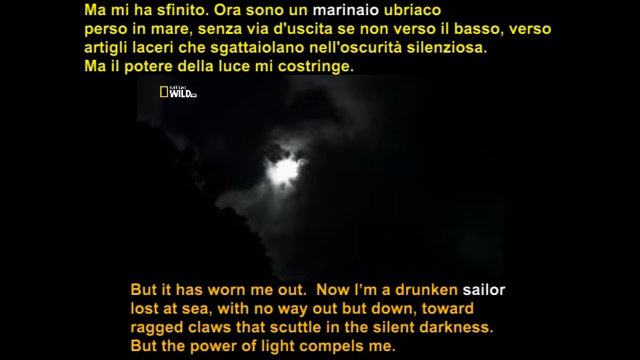 Ma mi ha sfinito. Ora sono un marinaio ubriaco
perso in mare, senza via d'uscita se non verso il basso, verso
artigli laceri che sgattaiolano nell'oscurità silenziosa.
Ma il potere della luce mi costringe.
NAT GEO
WILD HD
But it has worn me out.  Now I'm a drunken sailor
lost at sea, with no way out but down, toward
ragged claws that scuttle in the silent darkness.
But the power of light compels me.